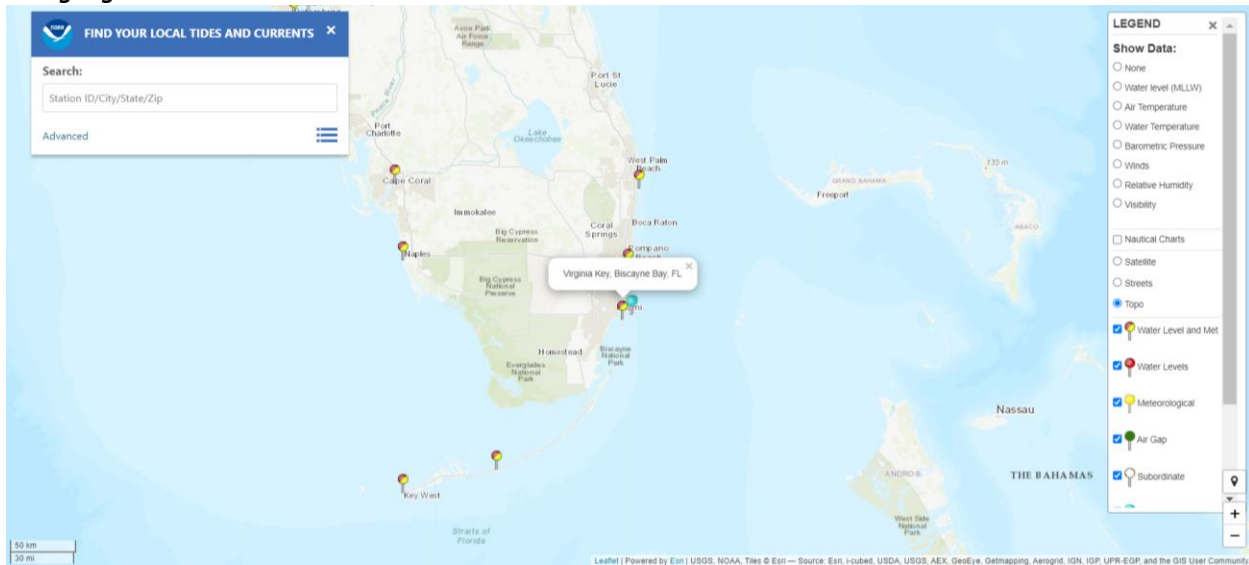 FIND YOUR LOCAL TIDES AND CURRENTS ×
Search:
Station ID/City/State/Zip
Advanced
Avon Park
Air Force
Range
Port St
Lucie
Peace River
Port
Charlotte
Lake
Okeechobee
West Palm
Beach
Cape Coral
Immokalee
Big Cypress
Reservation
Coral
Springs
Boca Raton
Naples
Pompano
Beach
Virginia Key, Biscayne Bay, FL ×
Big Cypress
National
Preserve
Homestead
Biscayne
National
Park
Everglades
National
Park
Key West
Straits of
Florida
730 m
GRAND BAHAMA
Freeport
ABACO
Nassau
ANDROS
THE BAHAMAS
West Side
National
Park
LEGEND ×
Show Data:
None
Water level (MLLW)
Air Temperature
Water Temperature
Barometric Pressure
Winds
Relative Humidity
Visibility
Nautical Charts
Satellite
Streets
Topo
Water Level and Met
Water Levels
Meteorological
Air Gap
Subordinate
+
−
50 km
30 mi
Leaflet | Powered by Esri | USGS, NOAA, Tiles © Esri — Source: Esri, i-cubed, USDA, USGS, AEX, GeoEye, Getmapping, Aerogrid, IGN, IGP, UPR-EGP, and the GIS User Community